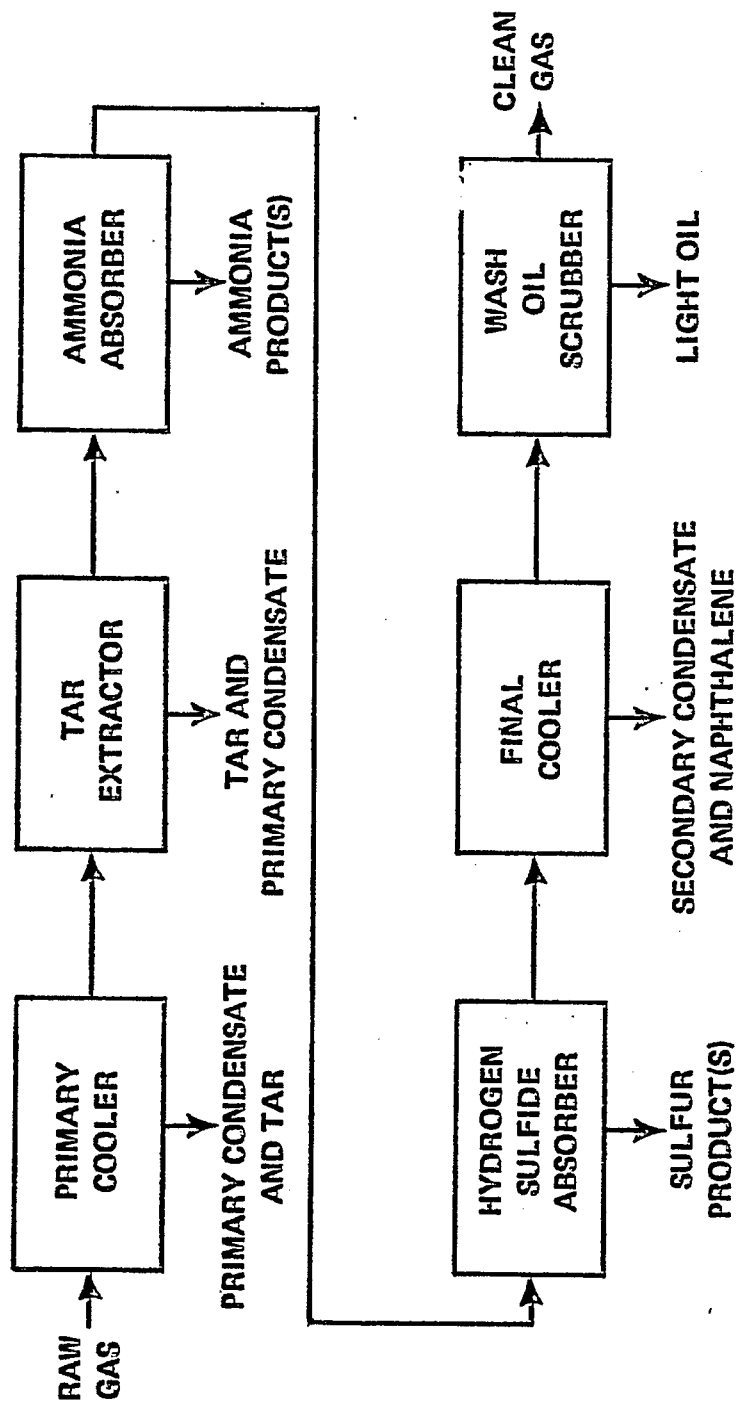 RAW
GAS
PRIMARY
COOLER
PRIMARY CONDENSATE
AND TAR
TAR
EXTRACTOR
TAR AND
PRIMARY CONDENSATE
AMMONIA
ABSORBER
AMMONIA
PRODUCT(S)
HYDROGEN
SULFIDE
ABSORBER
SULFUR
PRODUCT(S)
FINAL
COOLER
SECONDARY CONDENSATE
AND NAPHTHALENE
WASH
OIL
SCRUBBER
LIGHT OIL
CLEAN
GAS